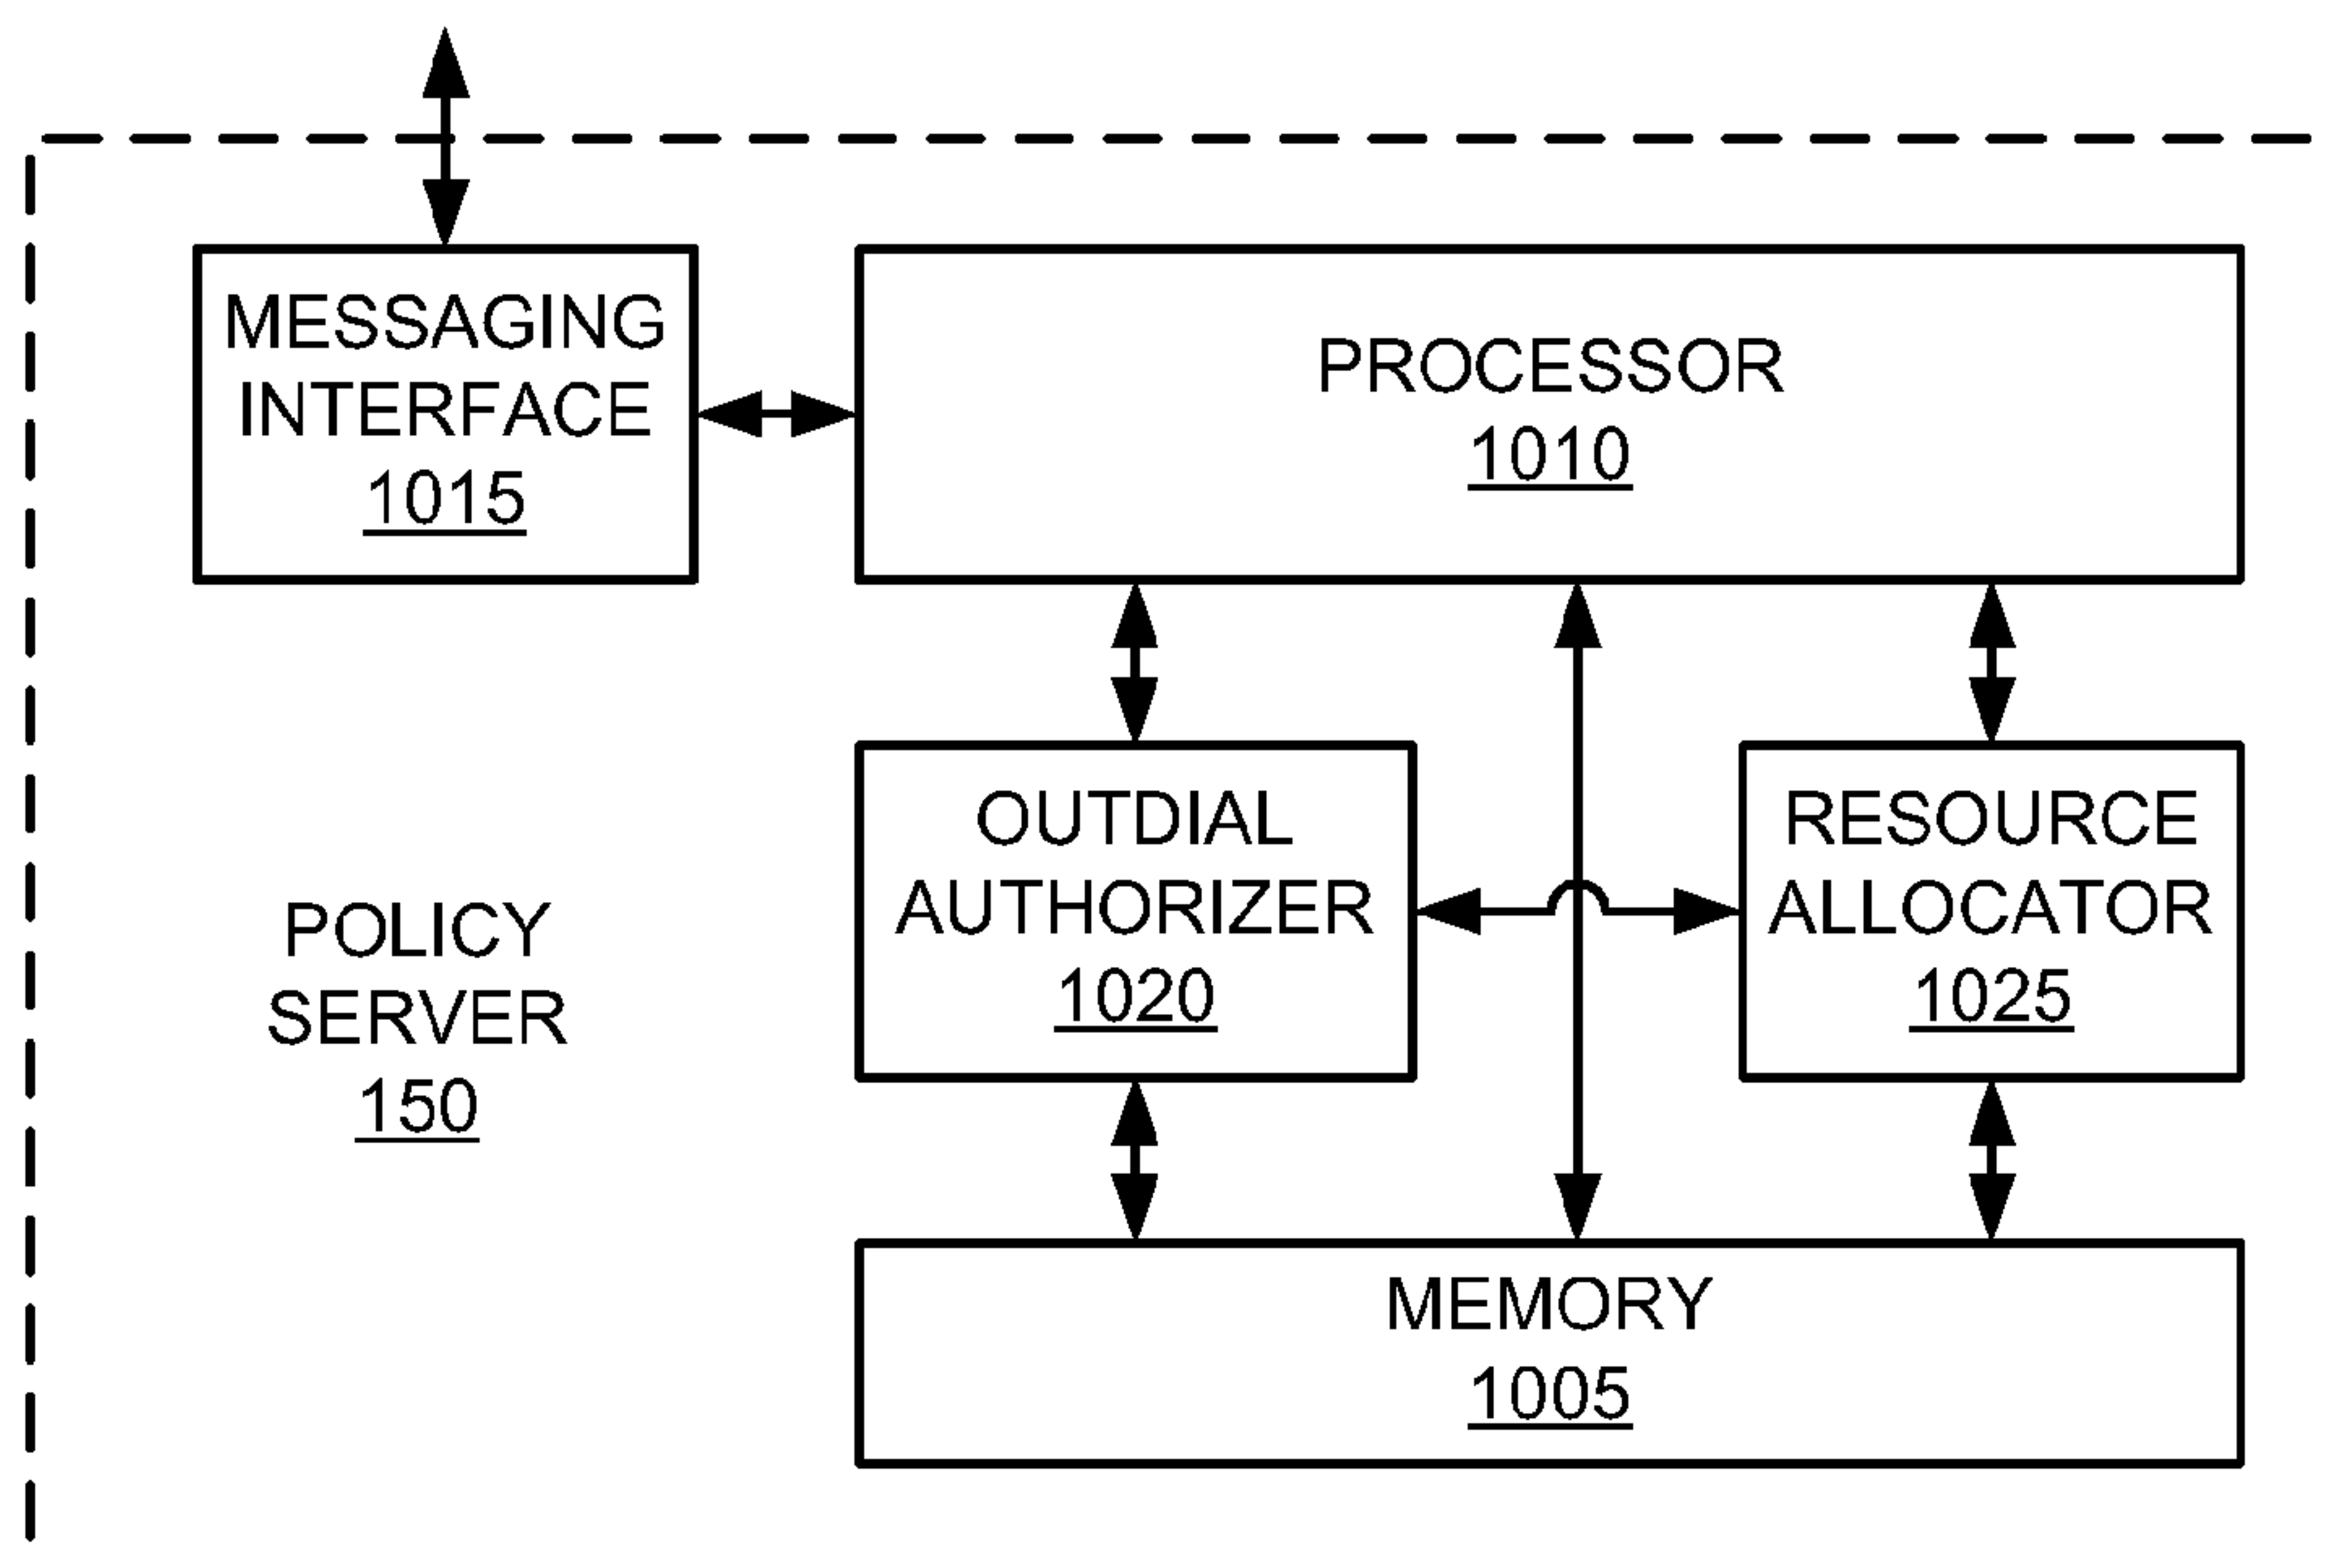 MESSAGING
INTERFACE
1015
PROCESSOR
1010
OUTDIAL
AUTHORIZER
1020
RESOURCE
ALLOCATOR
1025
POLICY
SERVER
150
MEMORY
1005